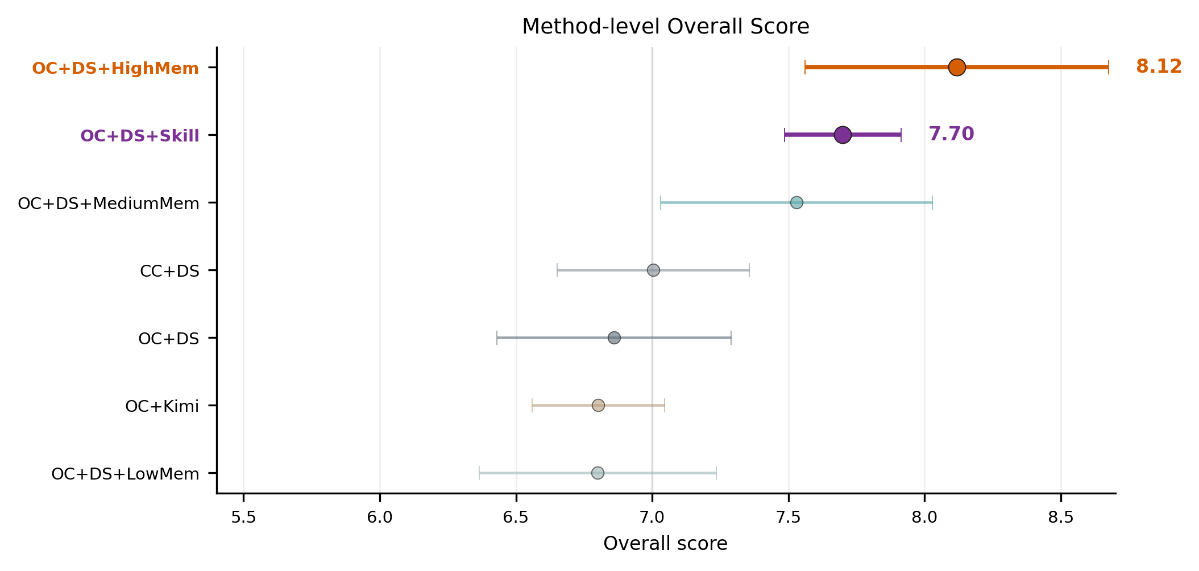 Method-level Overall Score
OC+DS+HighMem
8.12
OC+DS+Skill
7.70
OC+DS+MediumMem
CC+DS
OC+DS
OC+Kimi
OC+DS+LowMem
5.5 6.0 6.5 7.0 7.5 8.0 8.5
Overall score